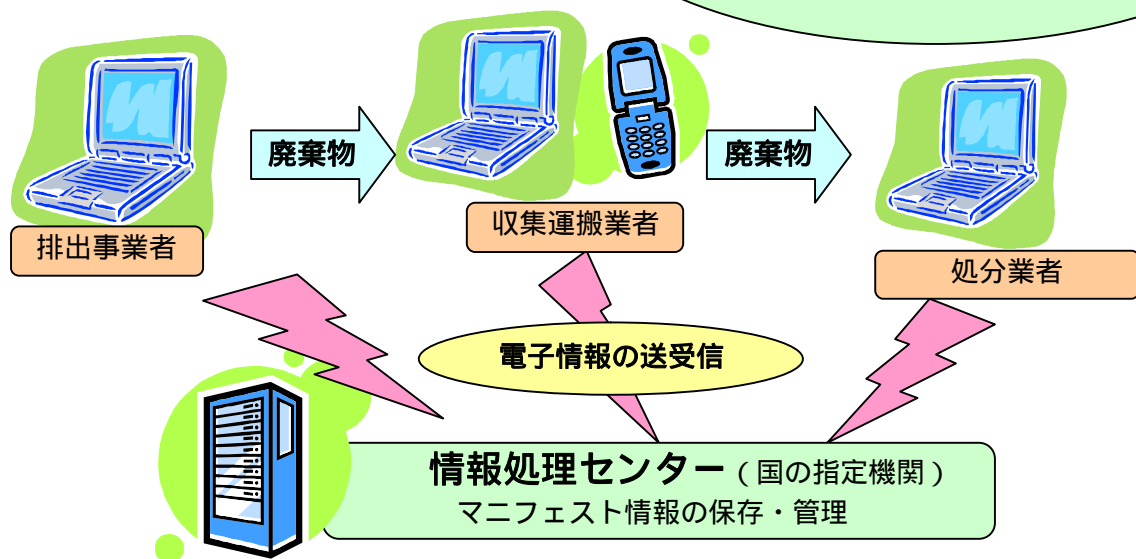 廃棄物
廃棄物
排出事業者
収集運搬業者
処分業者
電子情報の送受信
情報処理センター(国の指定機関)
マニフェスト情報の保存・管理